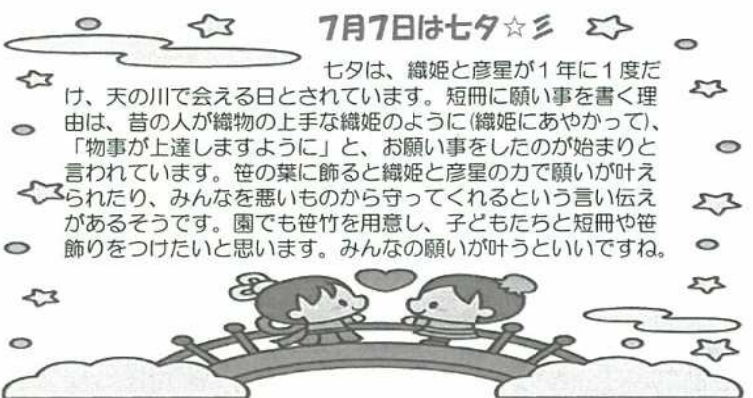 7月7日は七夕☆彡
七夕は、織姫と彦星が1年に1度だ
け、天の川で会える日とされています。短冊に願い事を書く理
由は、昔の人が織物の上手な織姫のように(織姫にあやかって)、
「物事が上達しますように」と、お願い事をしたのが始まりと
言われています。笹の葉に飾ると織姫と彦星の力で願いが叶え
られたり、みんなを悪いものから守ってくれるという言い伝え
があるそうです。園でも笹竹を用意し、子どもたちと短冊や笹
飾りをつけたいと思います。みんなの願いが叶うといいですね。